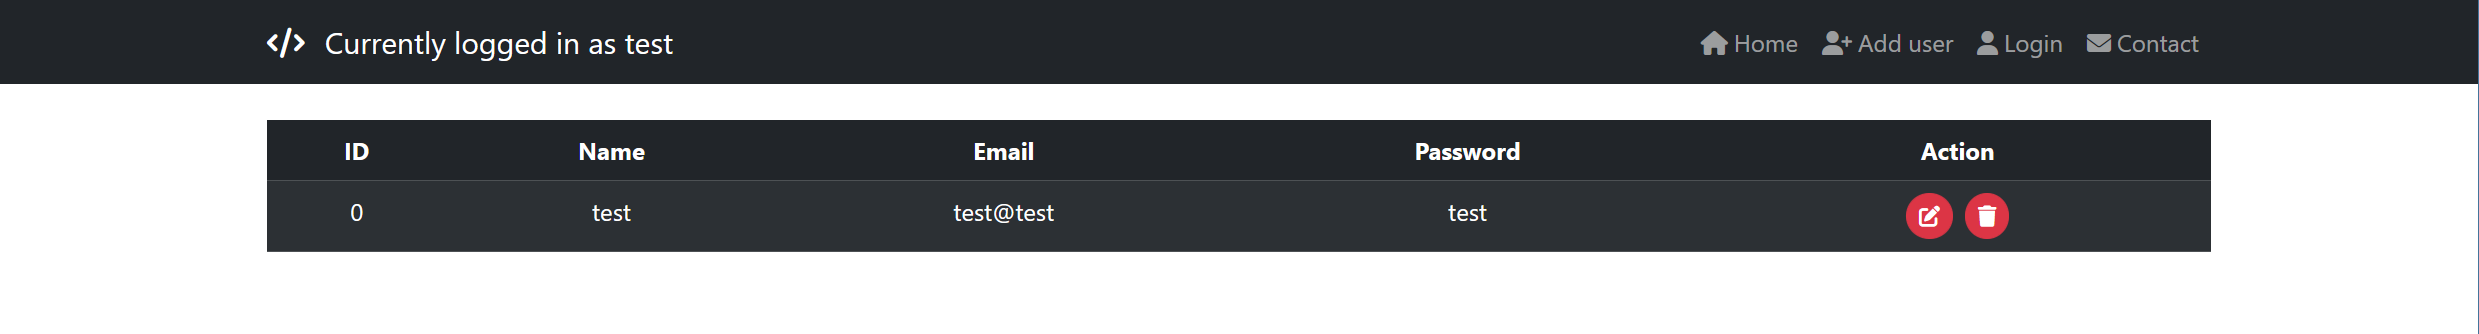 </> Currently logged in as test Home Add user Login Contact
ID Name Email Password Action
0 test test@test test